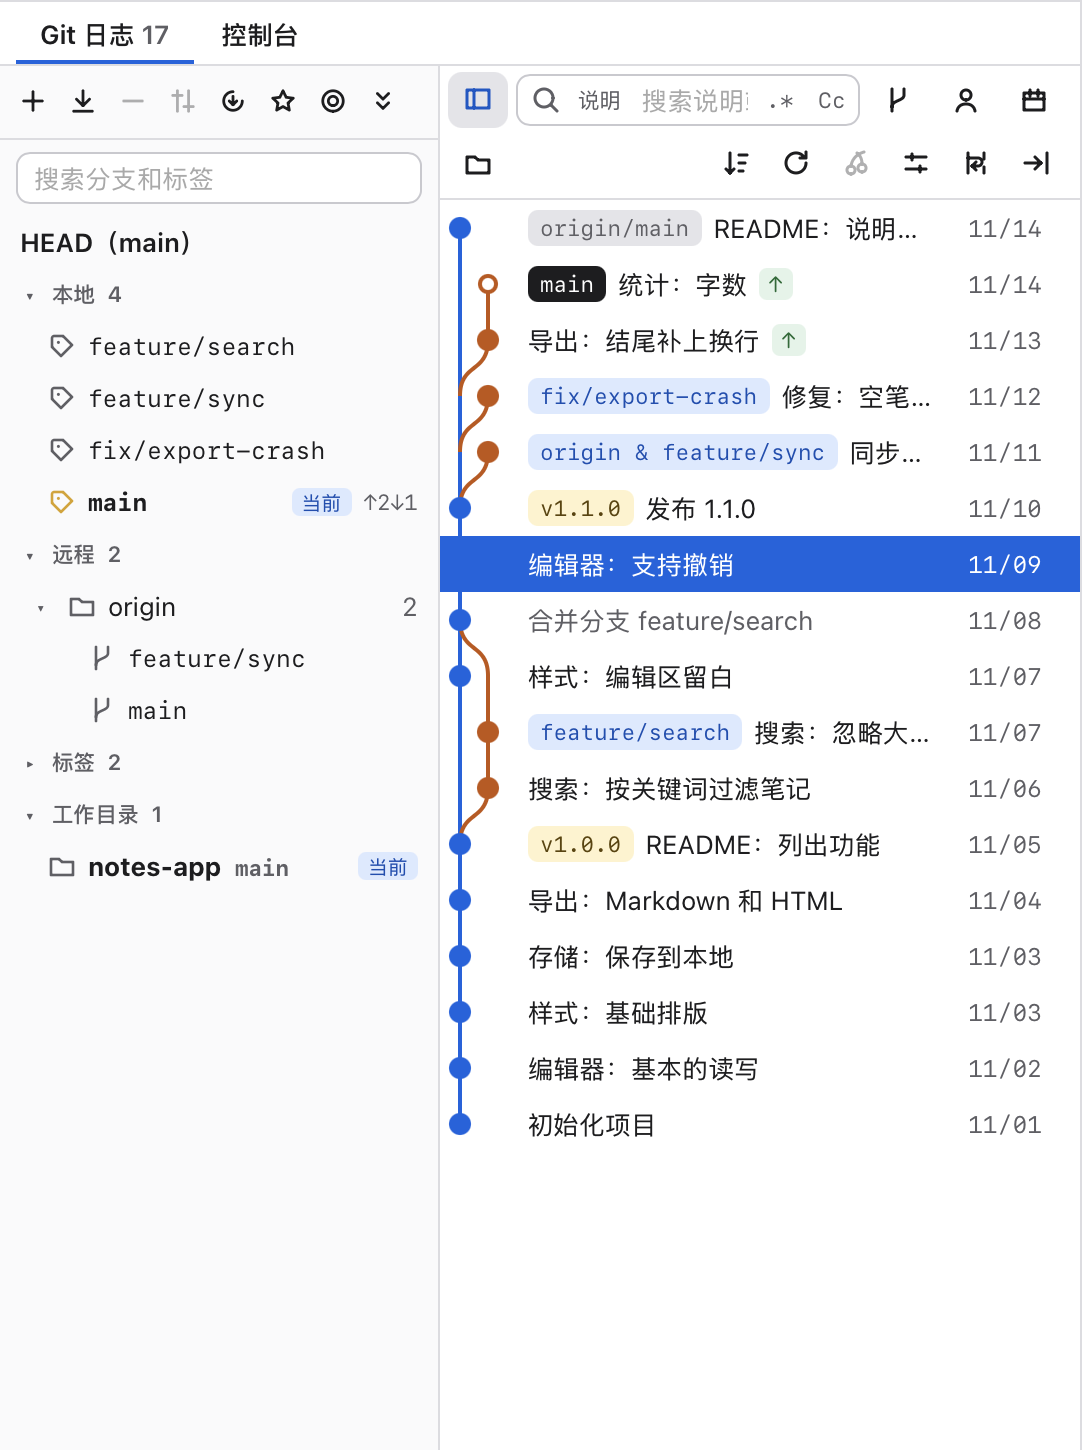 Git 日志 17 控制台
说明 搜索说明 .* Cc
搜索分支和标签
HEAD（main）
本地 4
feature/search
feature/sync
fix/export-crash
main 当前 ↑2↓1
远程 2
origin 2
feature/sync
main
标签 2
工作目录 1
notes-app main 当前
origin/main README：说明… 11/14
main 统计：字数 ↑ 11/14
导出：结尾补上换行 ↑ 11/13
fix/export-crash 修复：空笔… 11/12
origin & feature/sync 同步… 11/11
v1.1.0 发布 1.1.0 11/10
编辑器：支持撤销 11/09
合并分支 feature/search 11/08
样式：编辑区留白 11/07
feature/search 搜索：忽略大… 11/07
搜索：按关键词过滤笔记 11/06
v1.0.0 README：列出功能 11/05
导出：Markdown 和 HTML 11/04
存储：保存到本地 11/03
样式：基础排版 11/03
编辑器：基本的读写 11/02
初始化项目 11/01